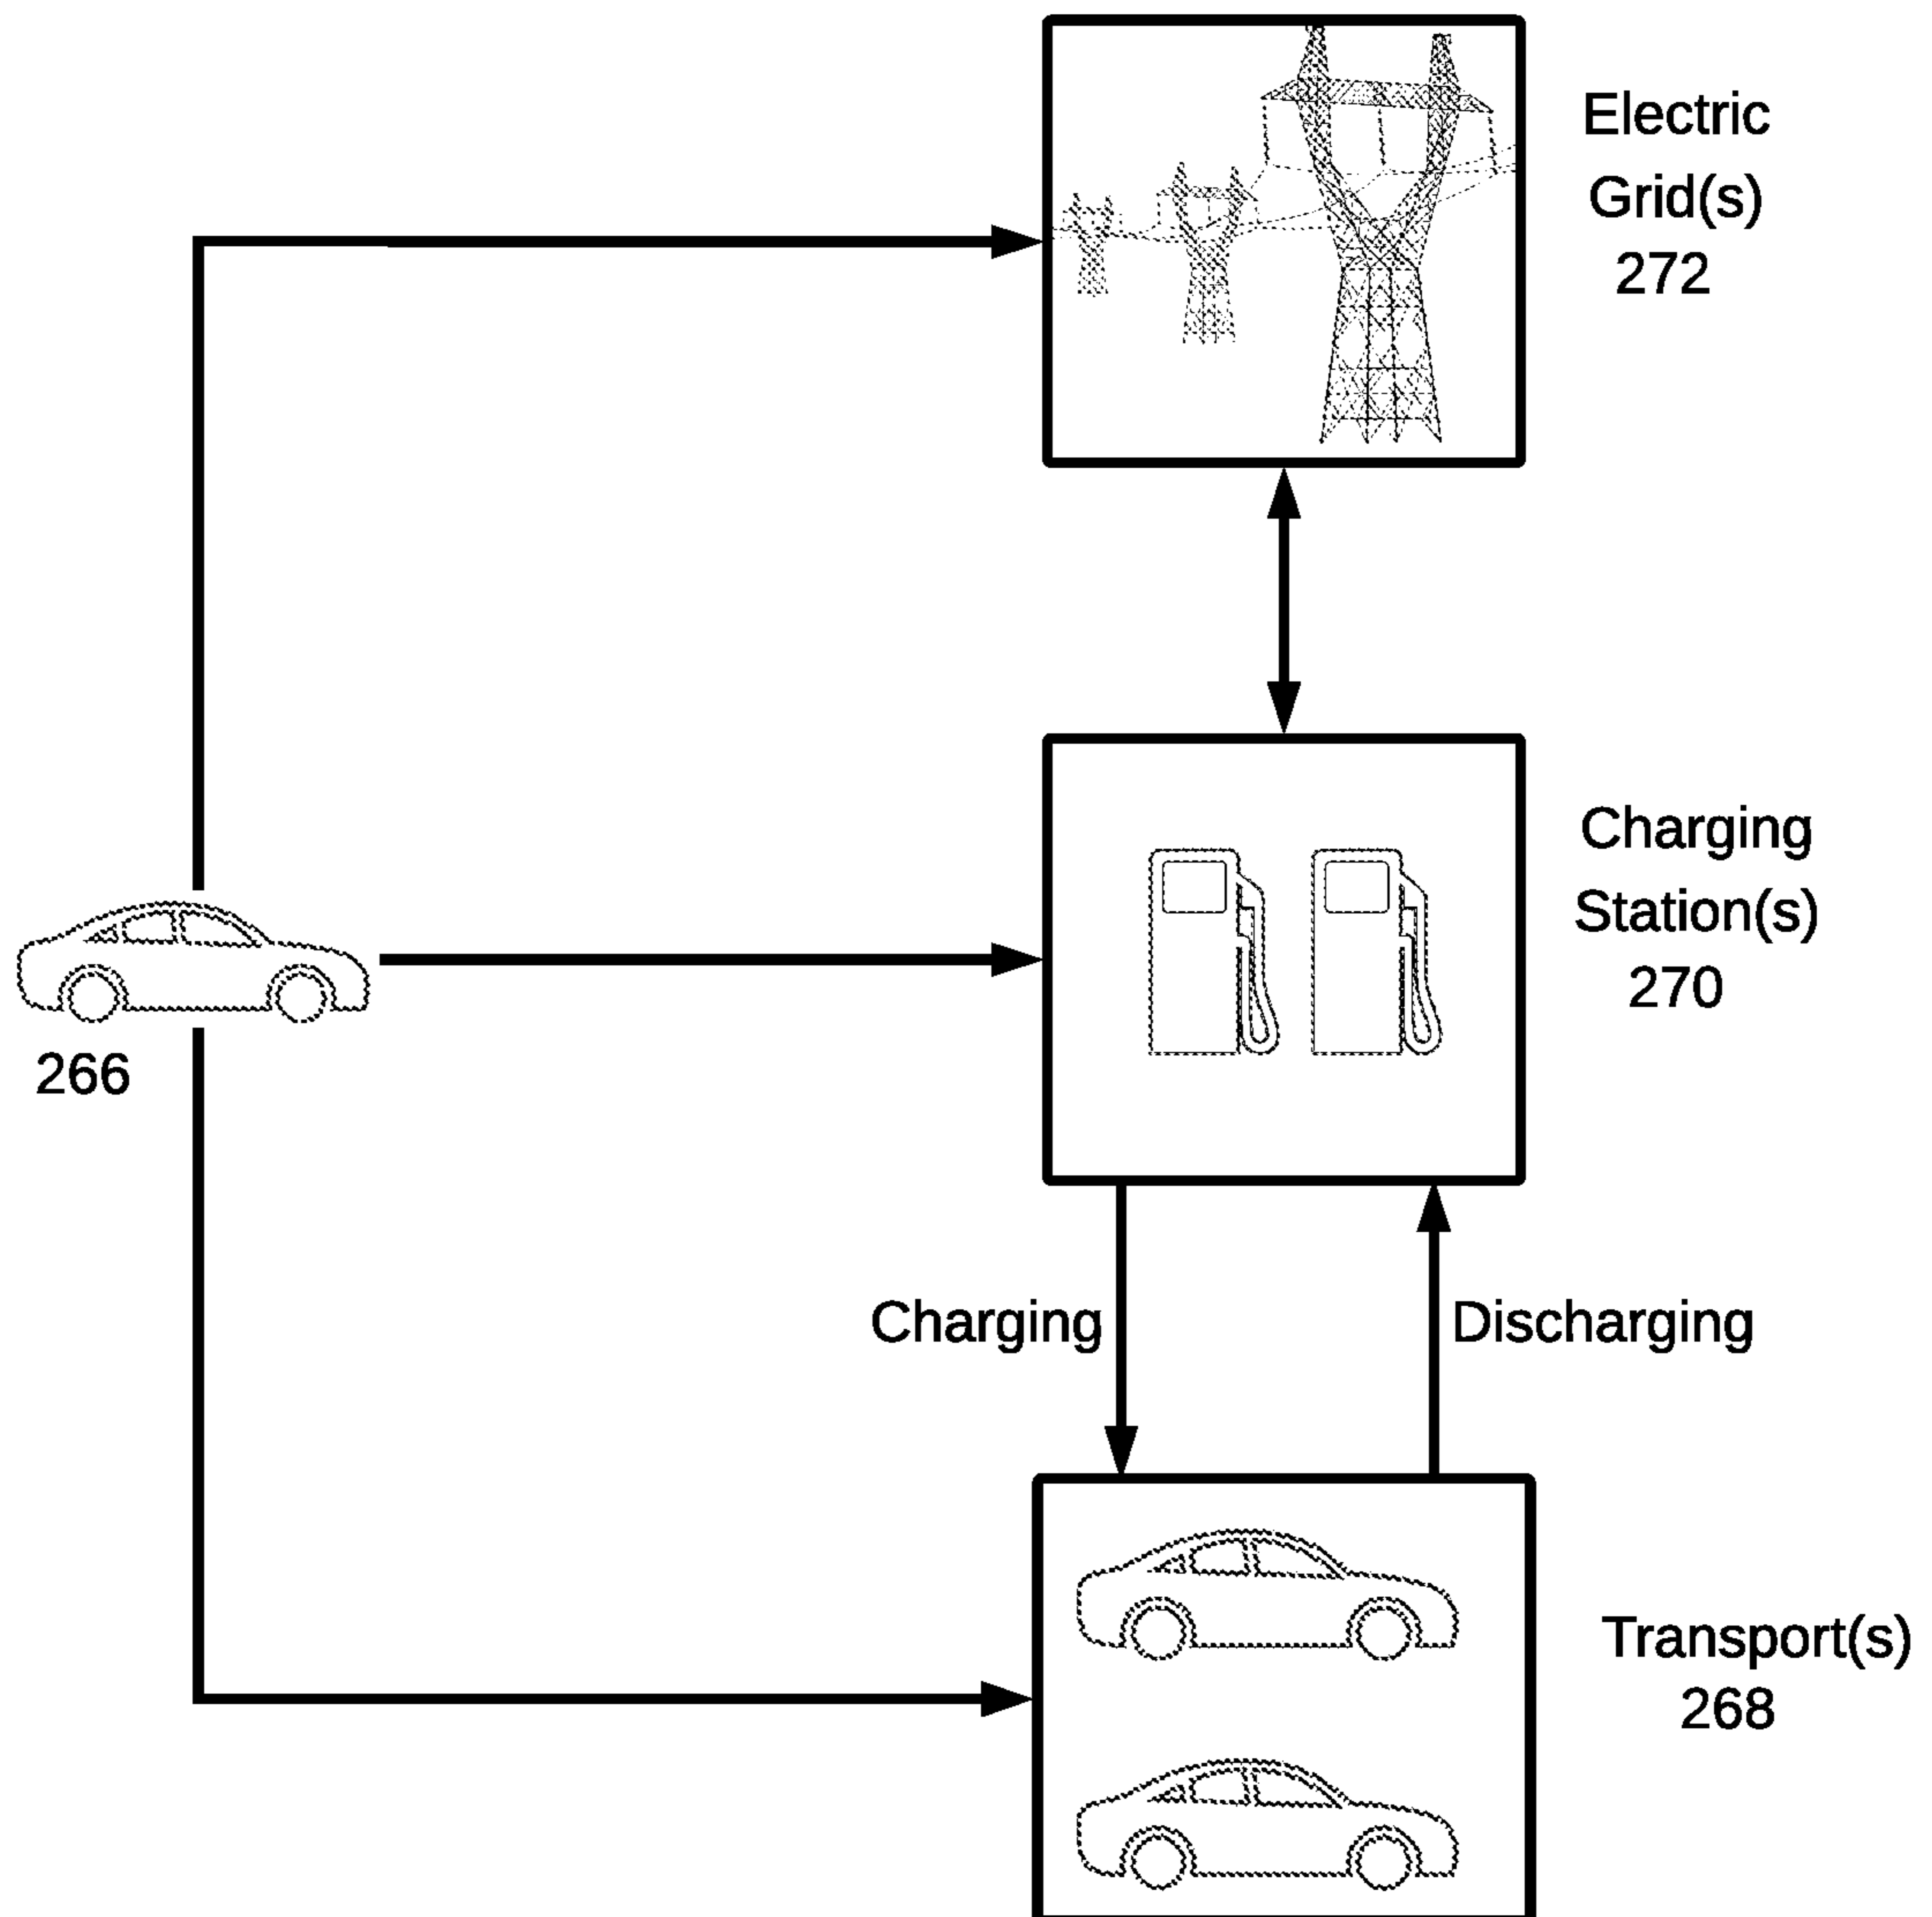 Electric
Grid(s)
272
Charging
Station(s)
270
266
Charging
Discharging
Transport(s)
268